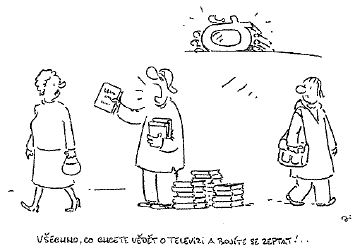 VŠECHNO, CO CHCETE VĚDĚT O TELEVIZI A BOJÍTE SE ZEPTAT!..